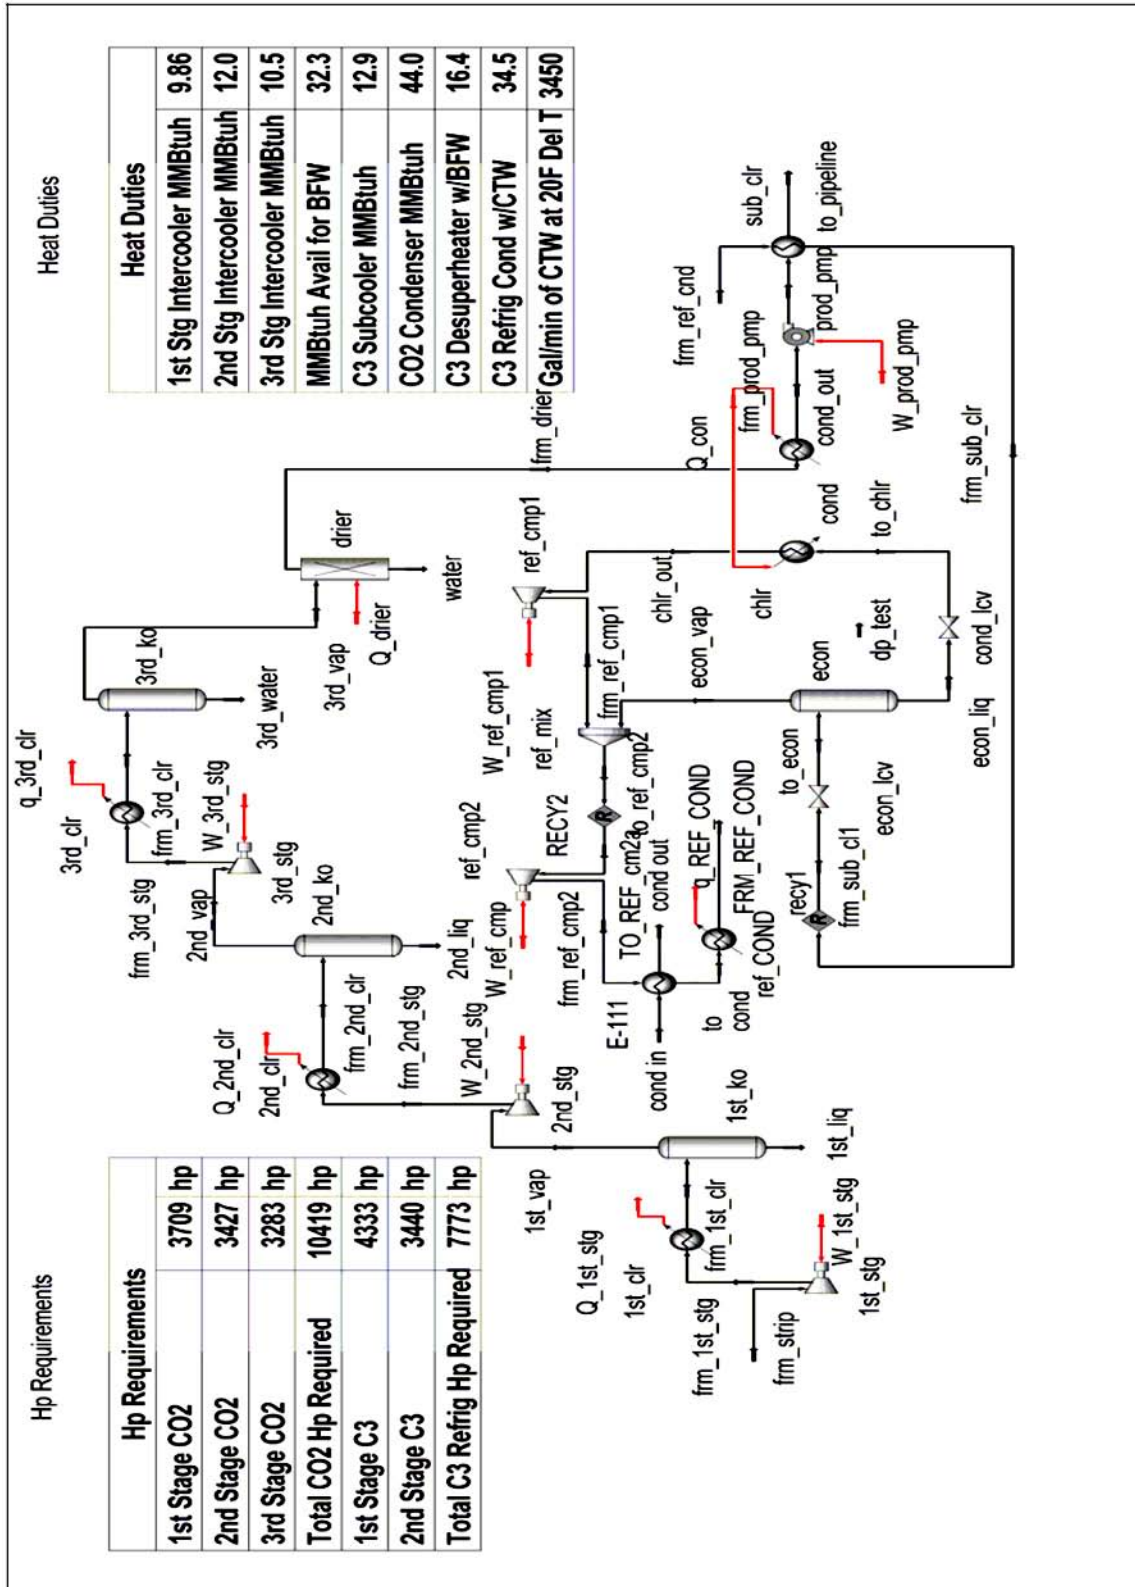 Hp Requirements
Hp Requirements
1st Stage CO2 3709 hp
2nd Stage CO2 3427 hp
3rd Stage CO2 3283 hp
Total CO2 Hp Required 10419 hp
1st Stage C3 4333 hp
2nd Stage C3 3440 hp
Total C3 Refrig Hp Required 7773 hp
Heat Duties
Heat Duties
1st Stg Intercooler MMBtuh 9.86
2nd Stg Intercooler MMBtuh 12.0
3rd Stg Intercooler MMBtuh 10.5
MMBtuh Avail for BFW 32.3
C3 Subcooler MMBtuh 12.9
CO2 Condenser MMBtuh 44.0
C3 Desuperheater w/BFW 16.4
C3 Refrig Cond w/CTW 34.5
Gal/min of CTW at 20F Del T 3450
q_3rd_clr
3rd_clr
frm_3rd_clr
W_3rd_stg
3rd_stg
frm_3rd_stg
2nd_vap
3rd_ko
3rd_water
3rd_vap
Q_drier
drier
water
frm_drier
Q_2nd_clr
2nd_clr
frm_2nd_clr
frm_2nd_stg
W_2nd_stg
2nd_stg
2nd_ko
2nd_liq
1st_vap
Q_1st_stg
1st_clr
frm_1st_clr
frm_1st_stg
frm_strip
W_1st_stg
1st_stg
1st_ko
1st_liq
W_ref_cmp
ref_cmp2
frm_ref_cmp2
RECY2
TO_REF_cm2a
to_ref_cmp2
ref_mix
W_ref_cmp1
ref_cmp1
frm_ref_cmp1
E-111
cond in
cond out
to
cond
ref_COND
q_REF_COND
FRM_REF_COND
chlr_out
econ_vap
chlr
cond
to_chlr
Q_con
frm_prod_pmp
cond_out
W_prod_pmp
prod_pmp
frm_ref_cnd
sub_clr
to_pipeline
frm_sub_clr
recy1
frm_sub_cl1
econ_lcv
to_econ
econ
dp_test
econ_liq
cond_lcv